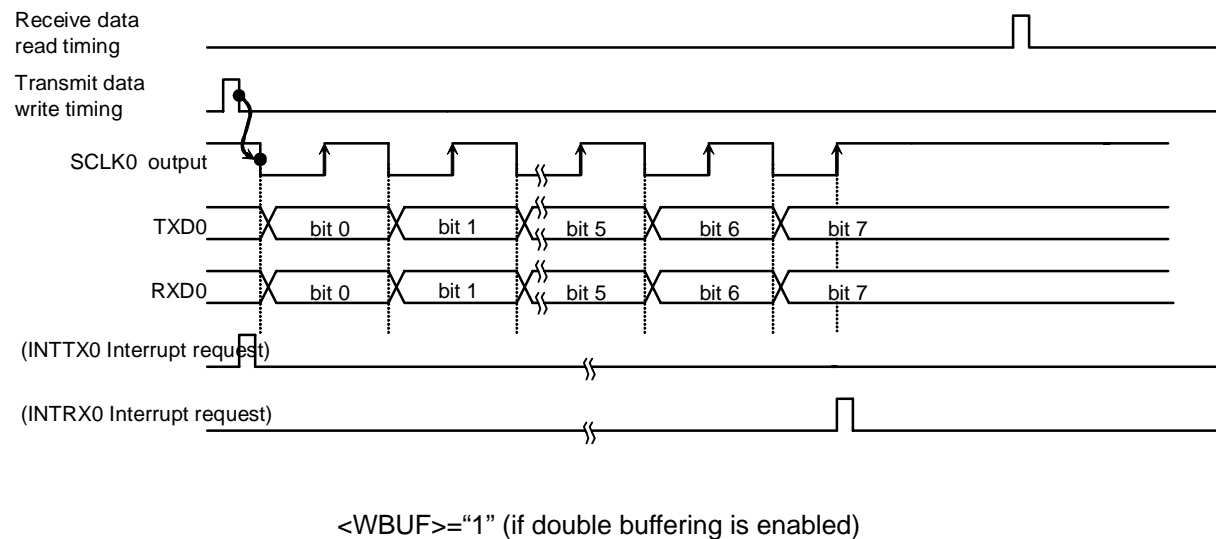 Receive data
read timing
Transmit data
write timing
SCLK0 output
TXD0 bit 0 bit 1 bit 5 bit 6 bit 7
RXD0 bit 0 bit 1 bit 5 bit 6 bit 7
(INTTX0 Interrupt request)
(INTRX0 Interrupt request)
<WBUF>=“1” (if double buffering is enabled)